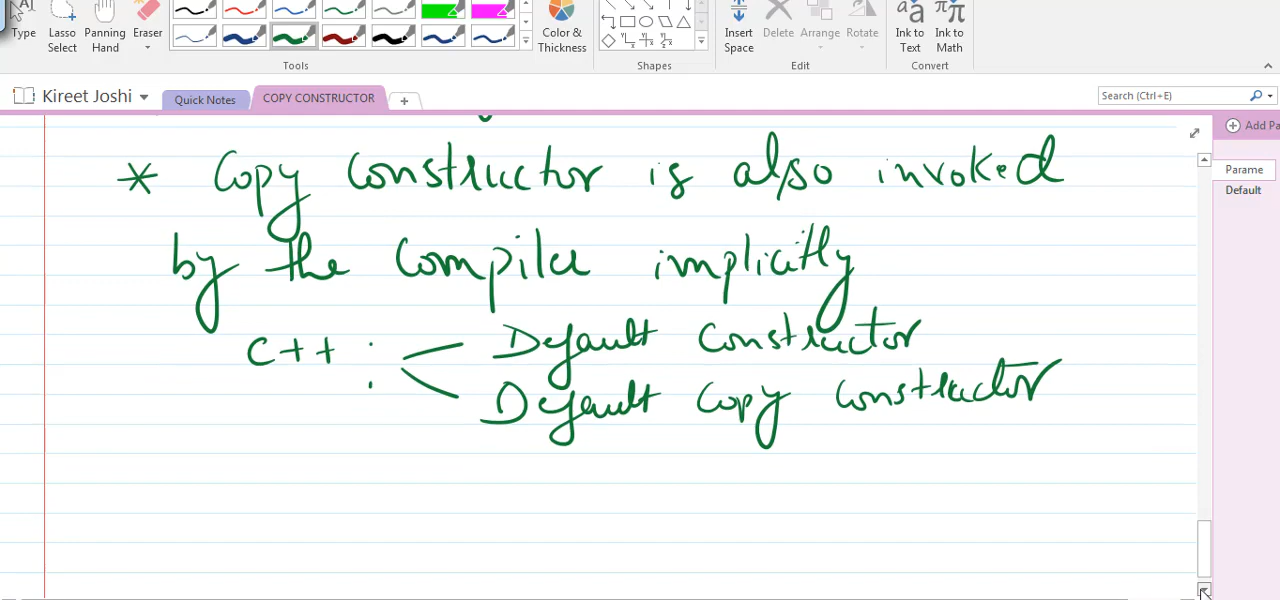 Type
Lasso Select
Panning Hand
Eraser
Color & Thickness
Insert Space
Delete
Arrange
Rotate
Ink to Text
Ink to Math
Tools
Shapes
Edit
Convert
Kireet Joshi
Quick Notes
COPY CONSTRUCTOR
Search (Ctrl+E)
Add Pa
Parame
Default
* Copy Constructor is also invoked
by the Compiler implicitly
C++ : Default Constructor
Default Copy Constructor